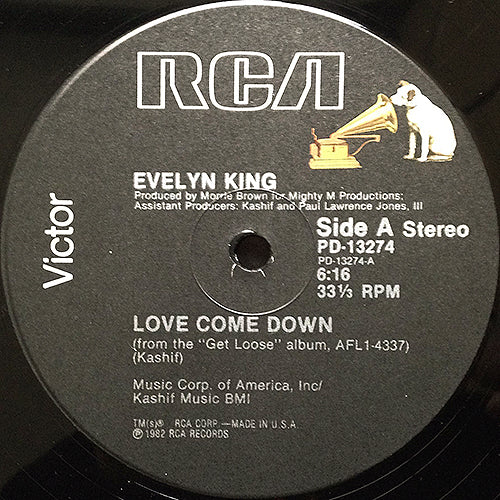 RCA
EVELYN KING
Produced by Morrie Brown for Mighty M Productions;
Assistant Producers: Kashif and Paul Lawrence Jones, III
Victor
Side A Stereo
PD-13274
PD-13274-A
6:16
33⅓ RPM
LOVE COME DOWN
(from the "Get Loose" album, AFL1-4337)
(Kashif)
Music Corp. of America, Inc/
Kashif Music BMI
TM(s)® RCA CORP.—MADE IN U.S.A.
℗ 1982 RCA RECORDS